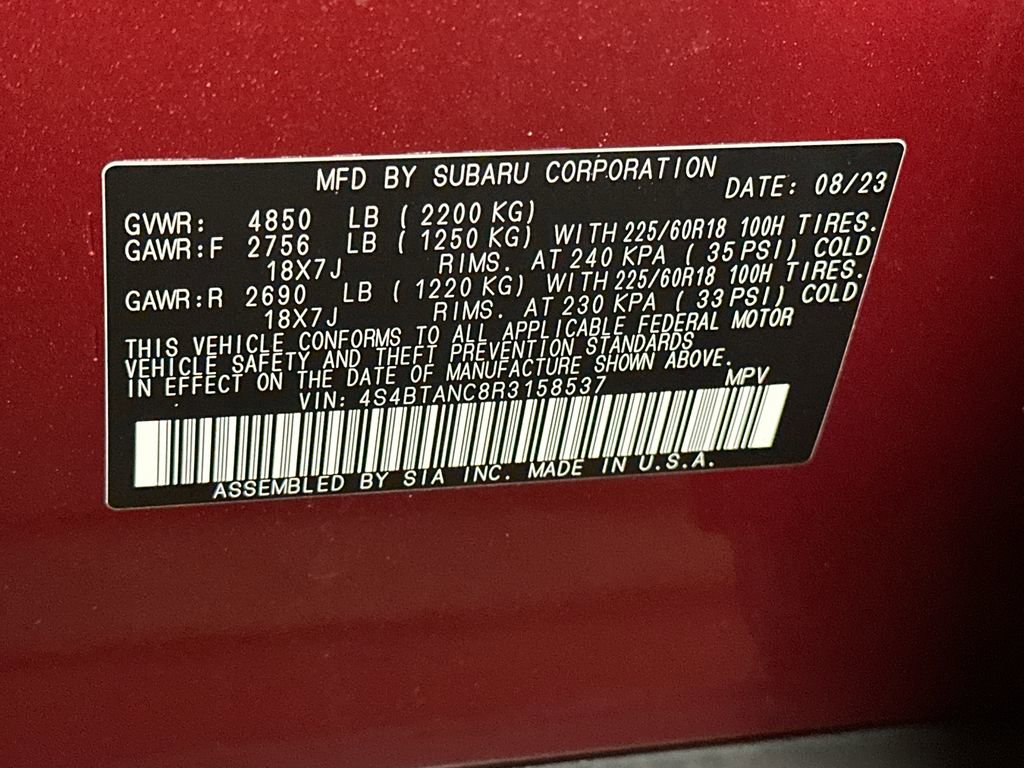 MFD BY SUBARU CORPORATION DATE: 08/23
GVWR: 4850 LB ( 2200 KG)
GAWR:F 2756 LB ( 1250 KG) WITH 225/60R18 100H TIRES.
18X7J RIMS. AT 240 KPA ( 35 PSI) COLD
GAWR:R 2690 LB ( 1220 KG) WITH 225/60R18 100H TIRES.
18X7J RIMS. AT 230 KPA ( 33 PSI) COLD
THIS VEHICLE CONFORMS TO ALL APPLICABLE FEDERAL MOTOR
VEHICLE SAFETY AND THEFT PREVENTION STANDARDS
IN EFFECT ON THE DATE OF MANUFACTURE SHOWN ABOVE.
VIN: 4S4BTANC8R3158537 MPV
ASSEMBLED BY SIA INC. MADE IN U.S.A.